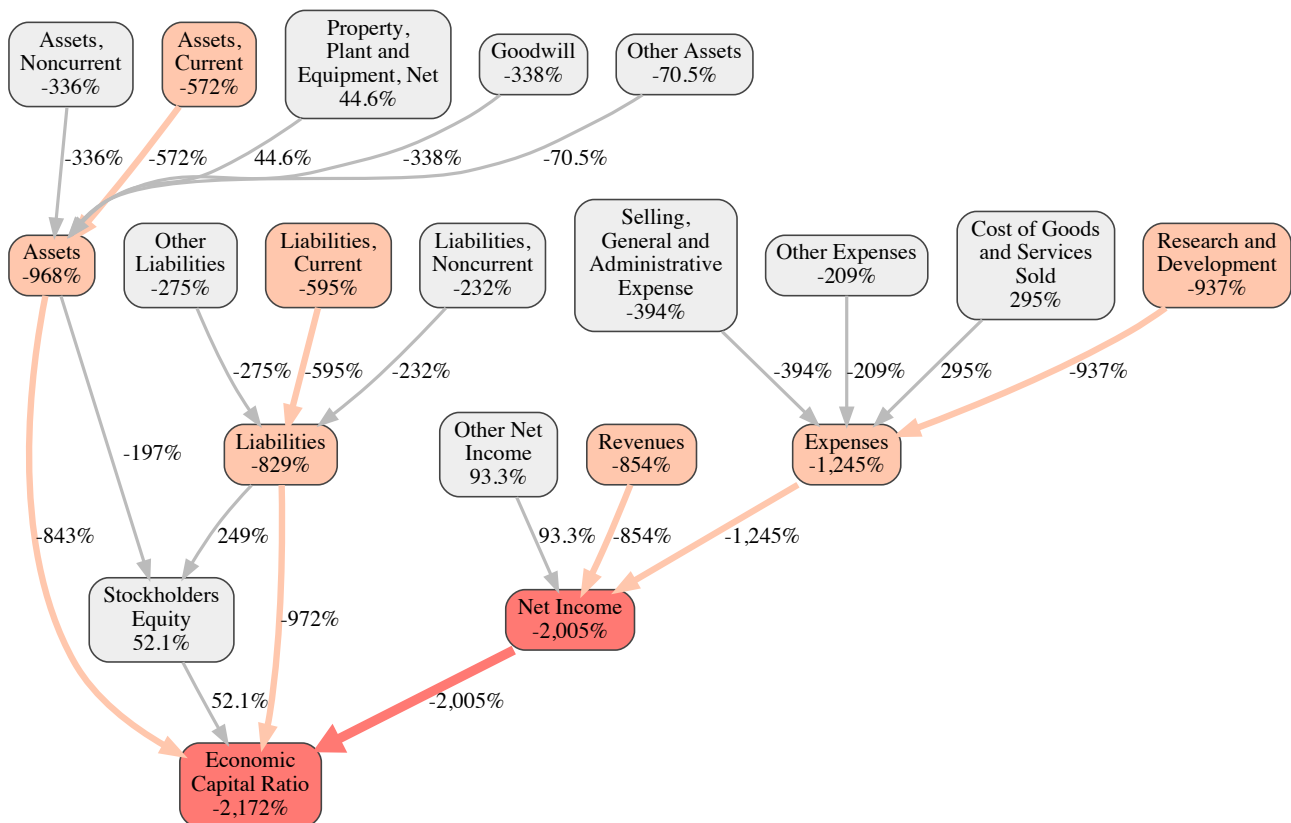 Assets,
Noncurrent
-336%
Assets,
Current
-572%
Property,
Plant and
Equipment, Net
44.6%
Goodwill
-338%
Other Assets
-70.5%
-336%
-572%
44.6%
-338%
-70.5%
Assets
-968%
Other
Liabilities
-275%
Liabilities,
Current
-595%
Liabilities,
Noncurrent
-232%
Selling,
General and
Administrative
Expense
-394%
Other Expenses
-209%
Cost of Goods
and Services
Sold
295%
Research and
Development
-937%
-275%
-595%
-232%
-394%
-209%
295%
-937%
-197%
Liabilities
-829%
Other Net
Income
93.3%
Revenues
-854%
Expenses
-1,245%
-843%
249%
93.3%
-854%
-1,245%
Stockholders
Equity
52.1%
-972%
Net Income
-2,005%
52.1%
-2,005%
Economic
Capital Ratio
-2,172%